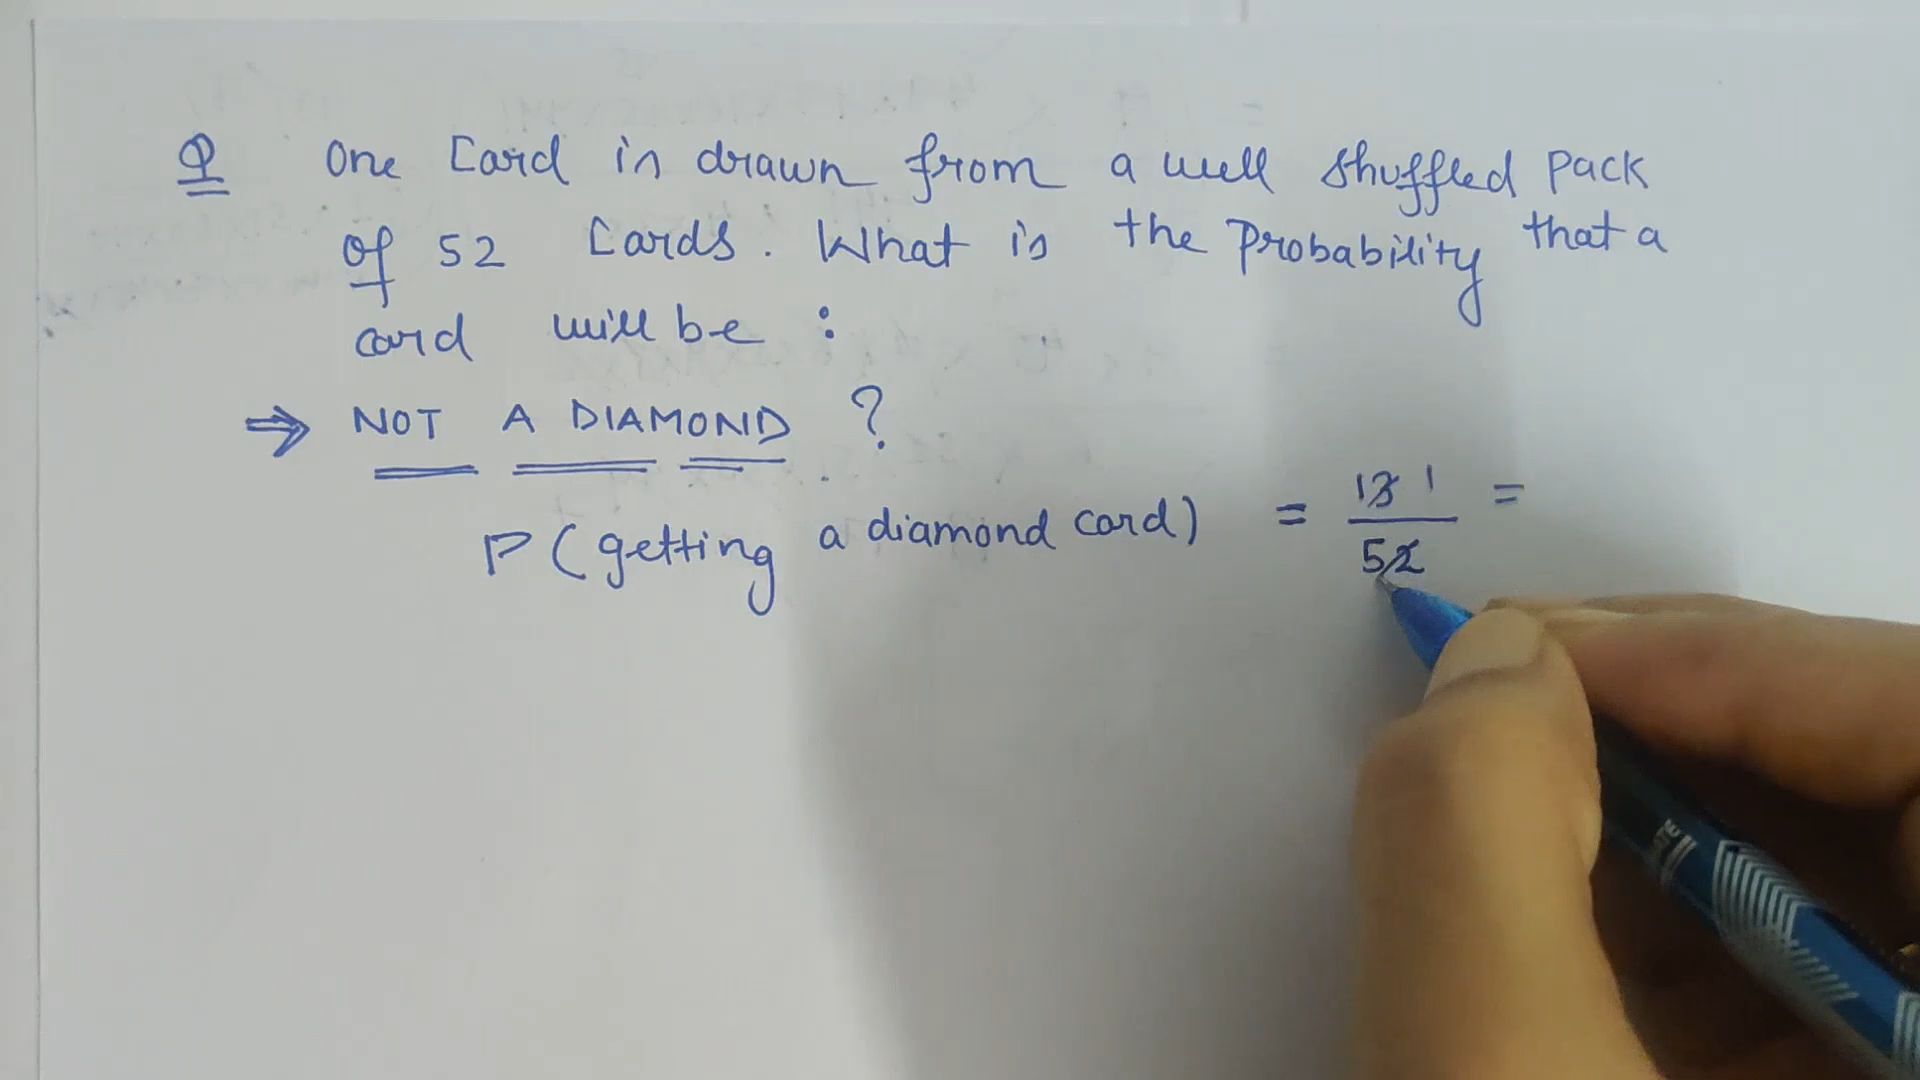 Q One Card is drawn from a well shuffled Pack
of 52 Cards. What is the Probability that a
card will be :
⇒ NOT A DIAMOND ?
P (getting a diamond card) = 13 1 / 52 =